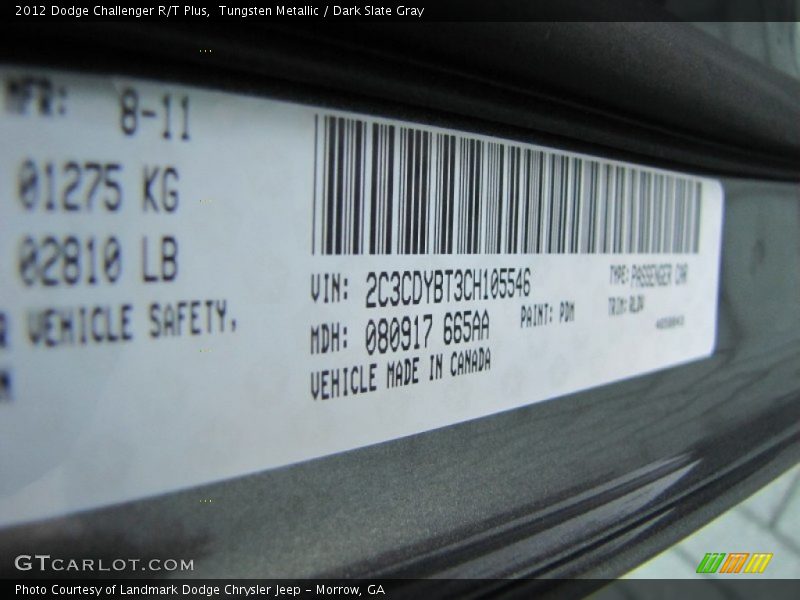 2012 Dodge Challenger R/T Plus, Tungsten Metallic / Dark Slate Gray
MFR: 8-11
01275 KG
02810 LB
VEHICLE SAFETY,
VIN: 2C3CDYBT3CH105546
TYPE: PASSENGER CAR
MDH: 080917 665AA
PAINT: PDM
TRIM:
VEHICLE MADE IN CANADA
GTCARLOT.COM
Photo Courtesy of Landmark Dodge Chrysler Jeep - Morrow, GA